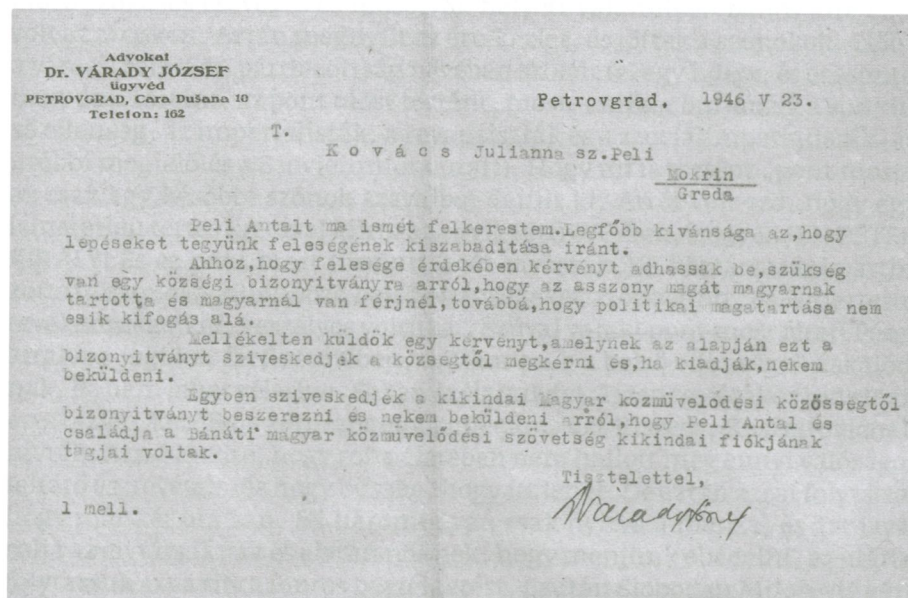 Advokat
Dr. VÁRADY JÓZSEF
ügyvéd
PETROVGRAD, Cara Dušana 10
Telefon: 162
Petrovgrad, 1946 V 23.
T.
Kovács Julianna sz.Peli
Mokrin
Greda
Peli Antalt ma ismét felkerestem.Legfőbb kivánsága az,hogy
lepéseket tegyünk feleségének kiszabaditása iránt.
Ahhoz,hogy felesége érdekében kérvényt adhassak be,szükség
van egy községi bizonyitványra arról,hogy az asszony magát magyarnak
tartotta és magyarnál van férjnél,továbbá,hogy politikai magatartása nem
esik kifogás alá.
Mellékelten küldök egy kérvényt,amelynek az alapján ezt a
bizonyitványt sziveskedjék a községtől megkérni és,ha kiadják,nekem
beküldeni.
Egyben sziveskedjék a kikindai Magyar közmüvelodési közösségtől
bizonyitványt beszerezni és nekem beküldeni arról,hogy Peli Antal és
családja a Bánáti magyar közmüvelődési szövetség kikindai fiókjának
tagjai voltak.
Tisztelettel,
1 mell.